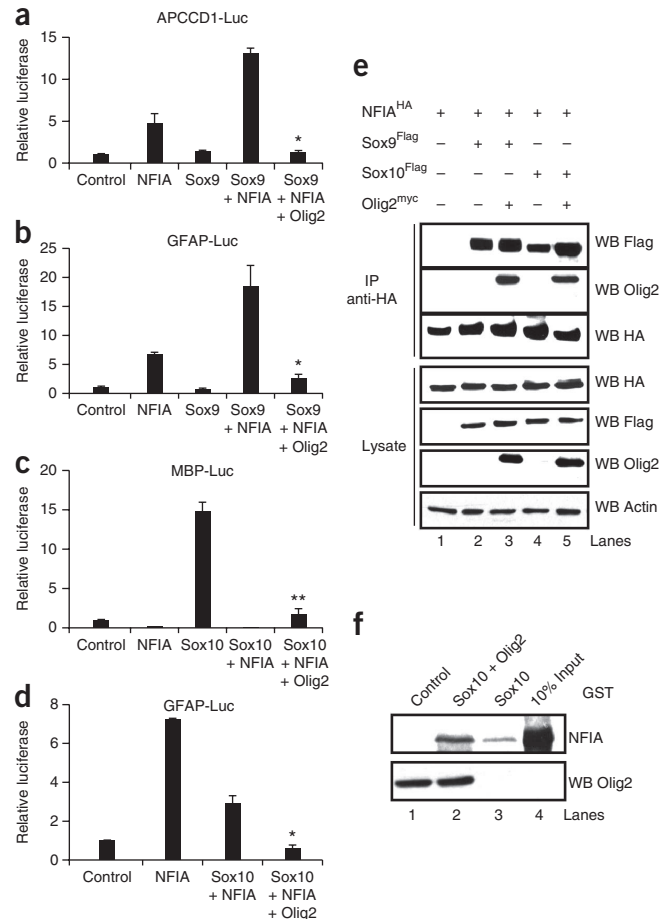 a
APCCD1-Luc
Relative luciferase
15
10
5
0
Control NFIA Sox9 Sox9 Sox9
+ NFIA + NFIA
+ Olig2
*
b
GFAP-Luc
Relative luciferase
25
20
15
10
5
0
Control NFIA Sox9 Sox9 Sox9
+ NFIA + NFIA
+ Olig2
*
c
MBP-Luc
Relative luciferase
20
15
10
5
0
Control NFIA Sox10 Sox10 Sox10
+ NFIA + NFIA
+ Olig2
**
d
GFAP-Luc
Relative luciferase
8
6
4
2
0
Control NFIA Sox10 Sox10
+ NFIA + NFIA
+ Olig2
*
e
NFIA^HA + + + + +
Sox9^Flag – + + – –
Sox10^Flag – – – + +
Olig2^myc – – + – +
IP
anti-HA
WB Flag
WB Olig2
WB HA
Lysate
WB HA
WB Flag
WB Olig2
WB Actin
1 2 3 4 5 Lanes
f
Control
Sox10 + Olig2
Sox10
10% Input
GST
NFIA
WB Olig2
1 2 3 4 Lanes